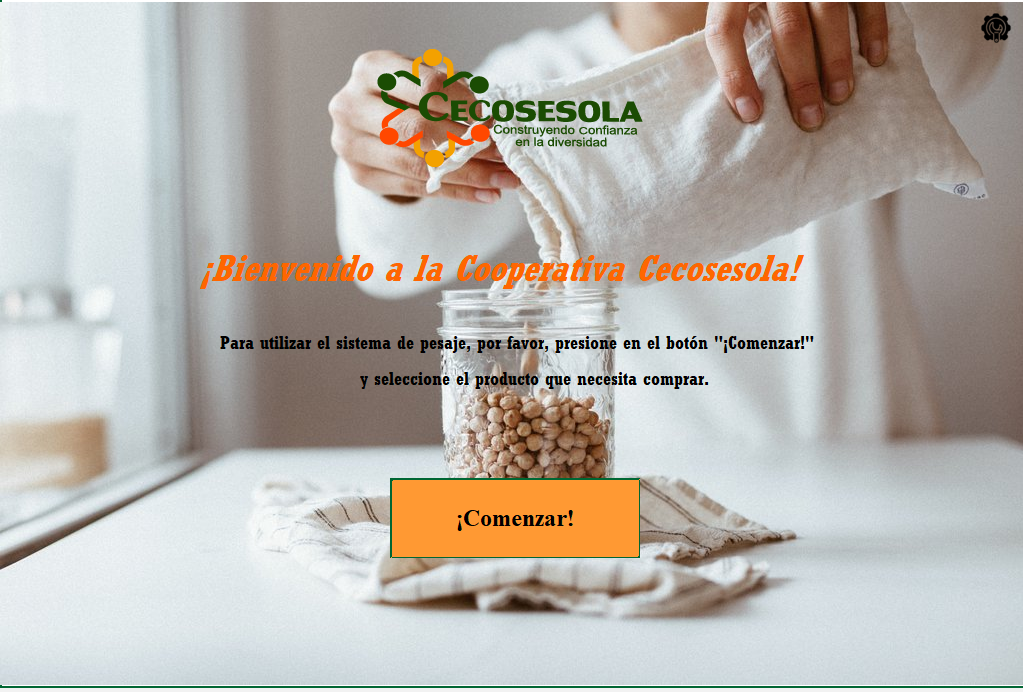 CECOSESOLA
Construyendo Confianza
en la diversidad
¡Bienvenido a la Cooperativa Cecosesola!
Para utilizar el sistema de pesaje, por favor, presione en el botón "¡Comenzar!"
y seleccione el producto que necesita comprar.
¡Comenzar!